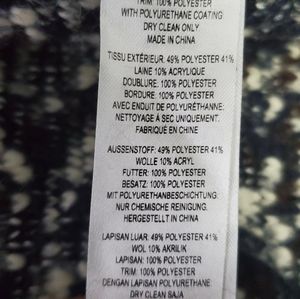 TRIM: 100% POLYESTER
WITH POLYURETHANE COATING
DRY CLEAN ONLY
MADE IN CHINA
TISSU EXTÉRIEUR: 49% POLYESTER 41%
LAINE 10% ACRYLIQUE
DOUBLURE: 100% POLYESTER
BORDURE: 100% POLYESTER
AVEC ENDUIT DE POLYURÉTHANNE:
NETTOYAGE À SEC UNIQUEMENT.
FABRIQUÉ EN CHINE
AUSSENSTOFF: 49% POLYESTER 41%
WOLLE 10% ACRYL
FUTTER: 100% POLYESTER
BESATZ: 100% POLYESTER
MIT POLYURETHANBESCHICHTUNG:
NUR CHEMISCHE REINIGUNG.
HERGESTELLT IN CHINA
LAPISAN LUAR: 49% POLYESTER 41%
WOL 10% AKRILIK
LAPISAN: 100% POLYESTER
TRIM: 100% POLYESTER
DENGAN LAPISAN POLYURETHANE
DRY CLEAN SAJA